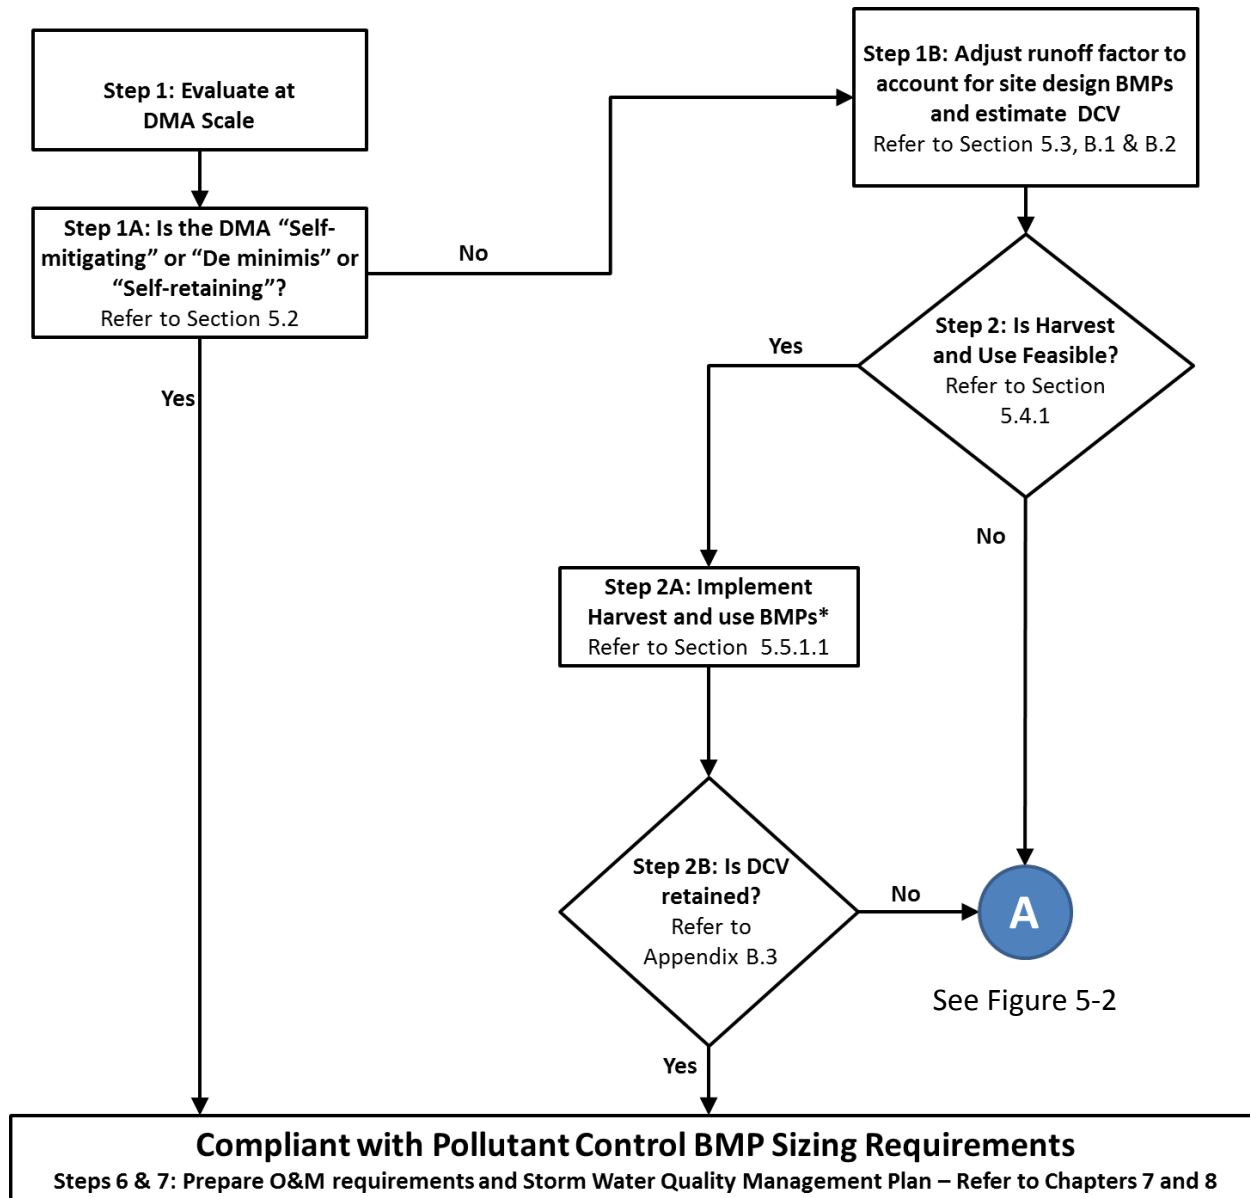 Step 1: Evaluate at
DMA Scale
Step 1A: Is the DMA “Self-
mitigating” or “De minimis” or
“Self-retaining”?
Refer to Section 5.2
No
Yes
Step 1B: Adjust runoff factor to
account for site design BMPs
and estimate DCV
Refer to Section 5.3, B.1 & B.2
Step 2: Is Harvest
and Use Feasible?
Refer to Section
5.4.1
Yes
No
Step 2A: Implement
Harvest and use BMPs*
Refer to Section 5.5.1.1
Step 2B: Is DCV
retained?
Refer to
Appendix B.3
No
A
See Figure 5-2
Yes
Compliant with Pollutant Control BMP Sizing Requirements
Steps 6 & 7: Prepare O&M requirements and Storm Water Quality Management Plan – Refer to Chapters 7 and 8